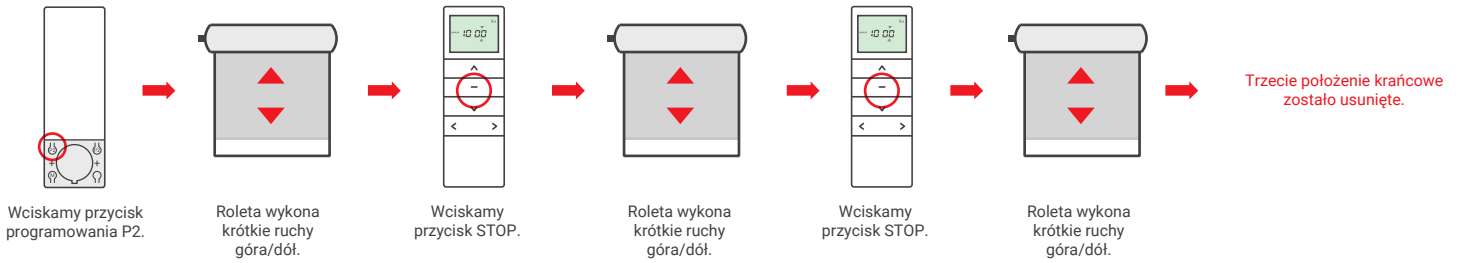 10 00
10 00
Trzecie położenie krańcowe
zostało usunięte.
Wciskamy przycisk
programowania P2.
Roleta wykona
krótkie ruchy
góra/dół.
Wciskamy
przycisk STOP.
Roleta wykona
krótkie ruchy
góra/dół.
Wciskamy
przycisk STOP.
Roleta wykona
krótkie ruchy
góra/dół.